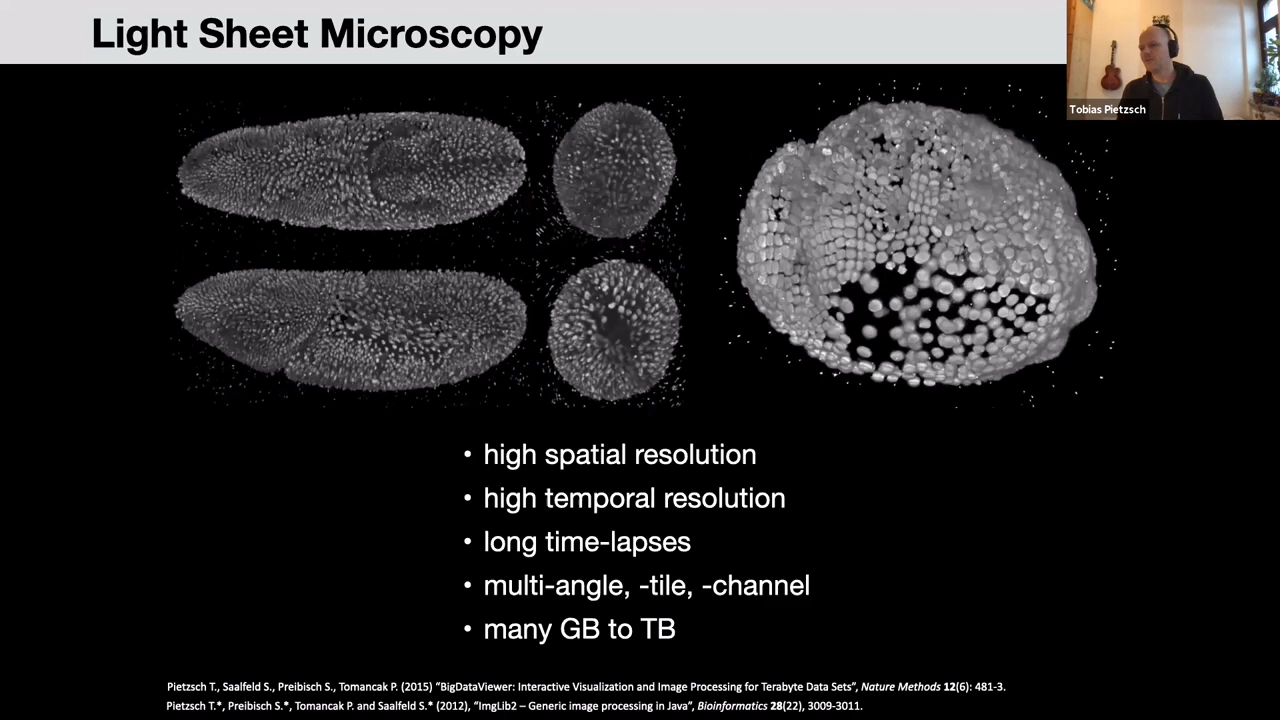 Light Sheet Microscopy
Tobias Pietzsch
• high spatial resolution
• high temporal resolution
• long time-lapses
• multi-angle, -tile, -channel
• many GB to TB
Pietzsch T., Saalfeld S., Preibisch S., Tomancak P. (2015) “BigDataViewer: Interactive Visualization and Image Processing for Terabyte Data Sets”, Nature Methods 12(6): 481-3.
Pietzsch T.*, Preibisch S.*, Tomancak P. and Saalfeld S.* (2012), “ImgLib2 – Generic image processing in Java”, Bioinformatics 28(22), 3009-3011.